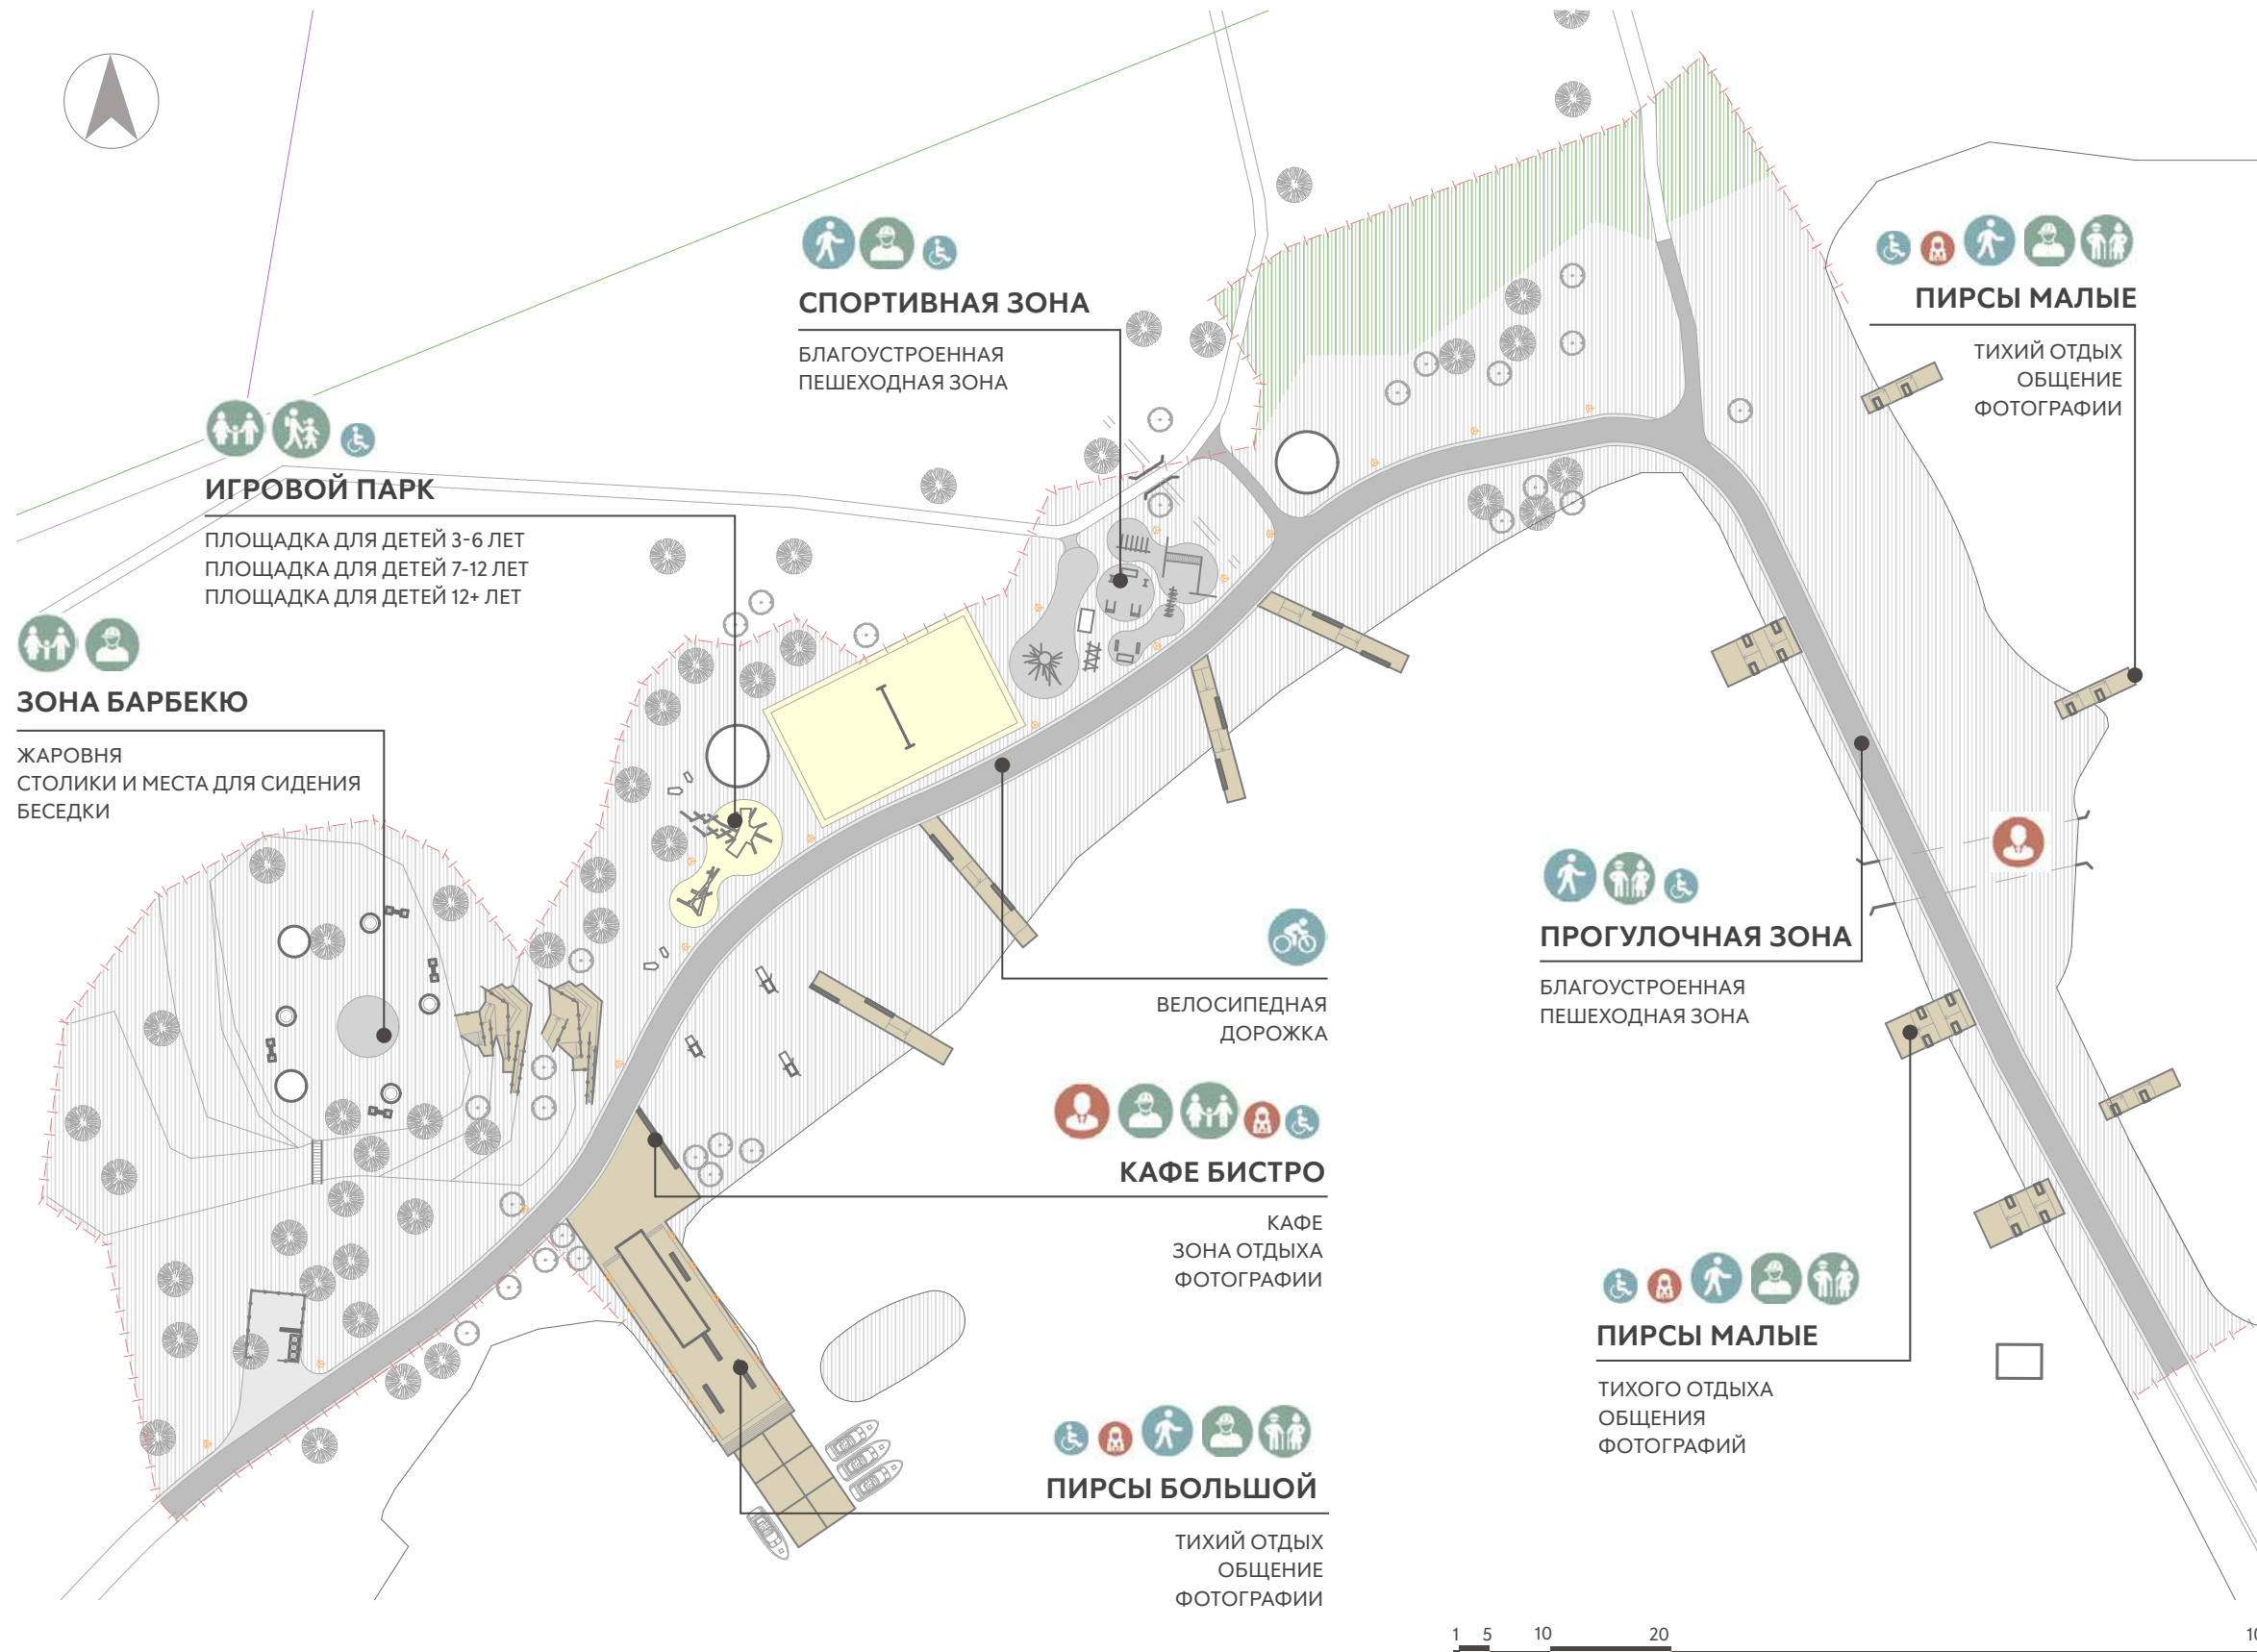 СПОРТИВНАЯ ЗОНА
БЛАГОУСТРОЕННАЯ
ПЕШЕХОДНАЯ ЗОНА
ПИРСЫ МАЛЫЕ
ТИХИЙ ОТДЫХ
ОБЩЕНИЕ
ФОТОГРАФИИ
ИГРОВОЙ ПАРК
ПЛОЩАДКА ДЛЯ ДЕТЕЙ 3-6 ЛЕТ
ПЛОЩАДКА ДЛЯ ДЕТЕЙ 7-12 ЛЕТ
ПЛОЩАДКА ДЛЯ ДЕТЕЙ 12+ ЛЕТ
ЗОНА БАРБЕКЮ
ЖАРОВНЯ
СТОЛИКИ И МЕСТА ДЛЯ СИДЕНИЯ
БЕСЕДКИ
ВЕЛОСИПЕДНАЯ
ДОРОЖКА
ПРОГУЛОЧНАЯ ЗОНА
БЛАГОУСТРОЕННАЯ
ПЕШЕХОДНАЯ ЗОНА
КАФЕ БИСТРО
КАФЕ
ЗОНА ОТДЫХА
ФОТОГРАФИИ
ПИРСЫ МАЛЫЕ
ТИХОГО ОТДЫХА
ОБЩЕНИЯ
ФОТОГРАФИЙ
ПИРСЫ БОЛЬШОЙ
ТИХИЙ ОТДЫХ
ОБЩЕНИЕ
ФОТОГРАФИИ
1 5 10 20